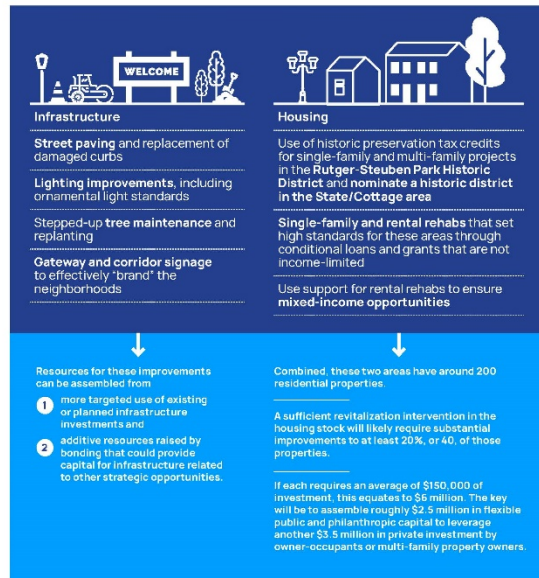 WELCOME
Infrastructure
Street paving and replacement of
damaged curbs
Lighting improvements, including
ornamental light standards
Stepped-up tree maintenance and
replanting
Gateway and corridor signage
to effectively “brand” the
neighborhoods
Housing
Use of historic preservation tax credits
for single-family and multi-family projects
in the Rutger-Steuben Park Historic
District and nominate a historic district
in the State/Cottage area
Single-family and rental rehabs that set
high standards for these areas through
conditional loans and grants that are not
income-limited
Use support for rental rehabs to ensure
mixed-income opportunities
Resources for these improvements
can be assembled from
1 more targeted use of existing
or planned infrastructure
investments and
2 additive resources raised by
bonding that could provide
capital for infrastructure related
to other strategic opportunities.
Combined, these two areas have around 200
residential properties.
A sufficient revitalization intervention in the
housing stock will likely require substantial
improvements to at least 20%, or 40, of those
properties.
If each requires an average of $150,000 of
investment, this equates to $6 million. The key
will be to assemble roughly $2.5 million in flexible
public and philanthropic capital to leverage
another $3.5 million in private investment by
owner-occupants or multi-family property owners.